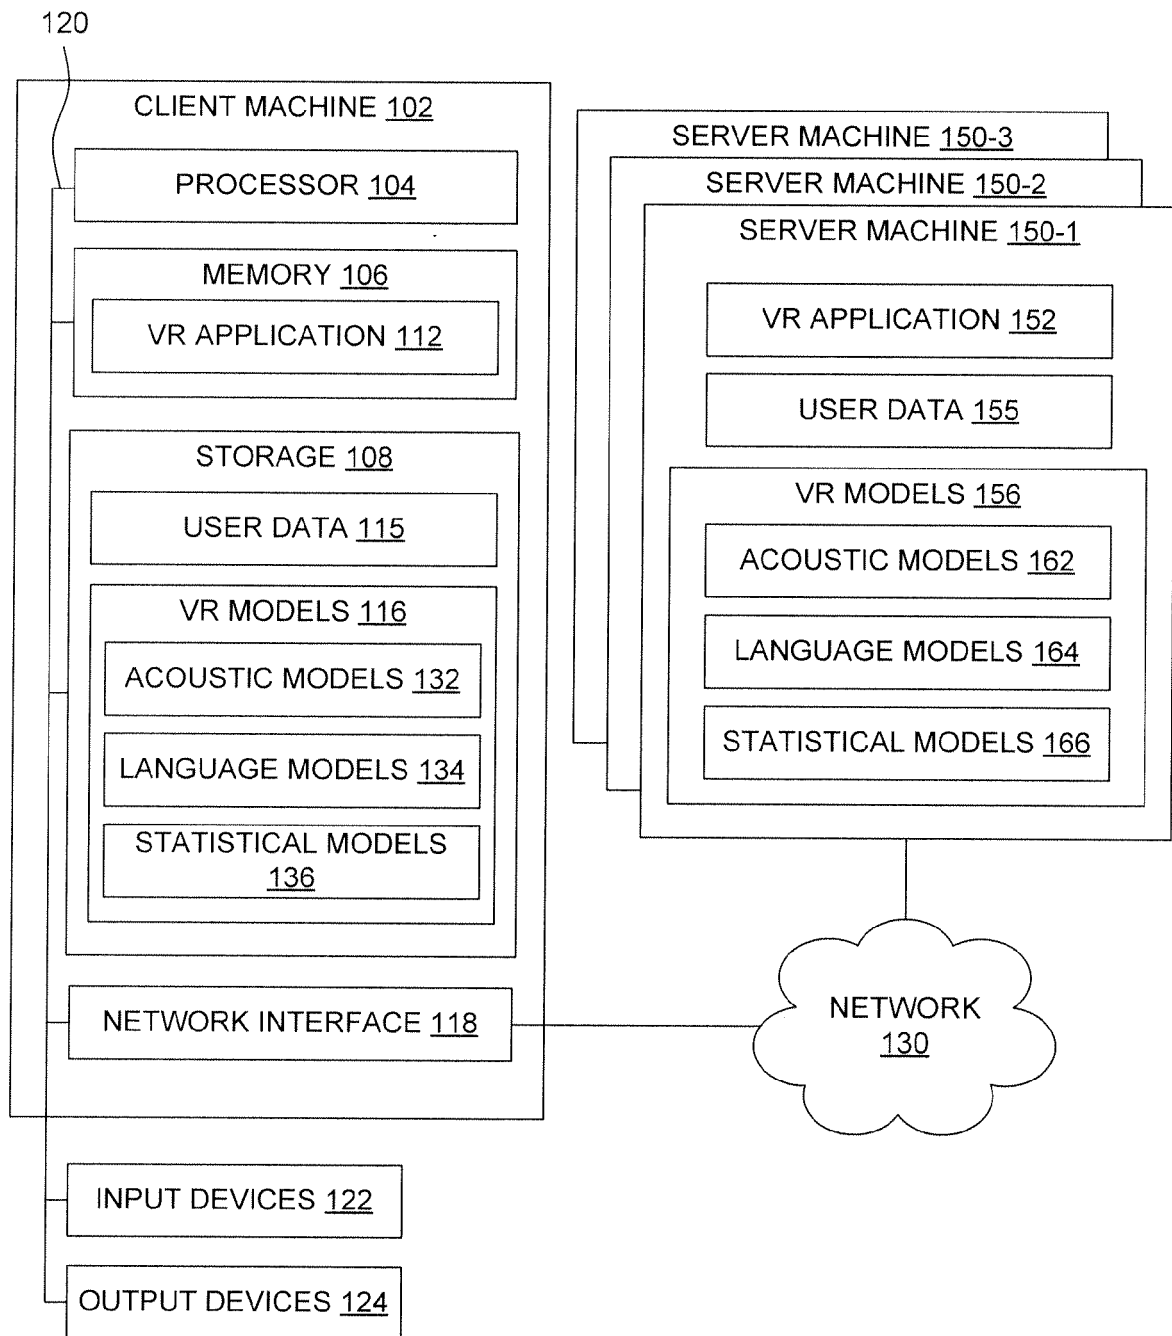 120
CLIENT MACHINE 102
PROCESSOR 104
MEMORY 106
VR APPLICATION 112
STORAGE 108
USER DATA 115
VR MODELS 116
ACOUSTIC MODELS 132
LANGUAGE MODELS 134
STATISTICAL MODELS
136
NETWORK INTERFACE 118
INPUT DEVICES 122
OUTPUT DEVICES 124
SERVER MACHINE 150-3
SERVER MACHINE 150-2
SERVER MACHINE 150-1
VR APPLICATION 152
USER DATA 155
VR MODELS 156
ACOUSTIC MODELS 162
LANGUAGE MODELS 164
STATISTICAL MODELS 166
NETWORK
130